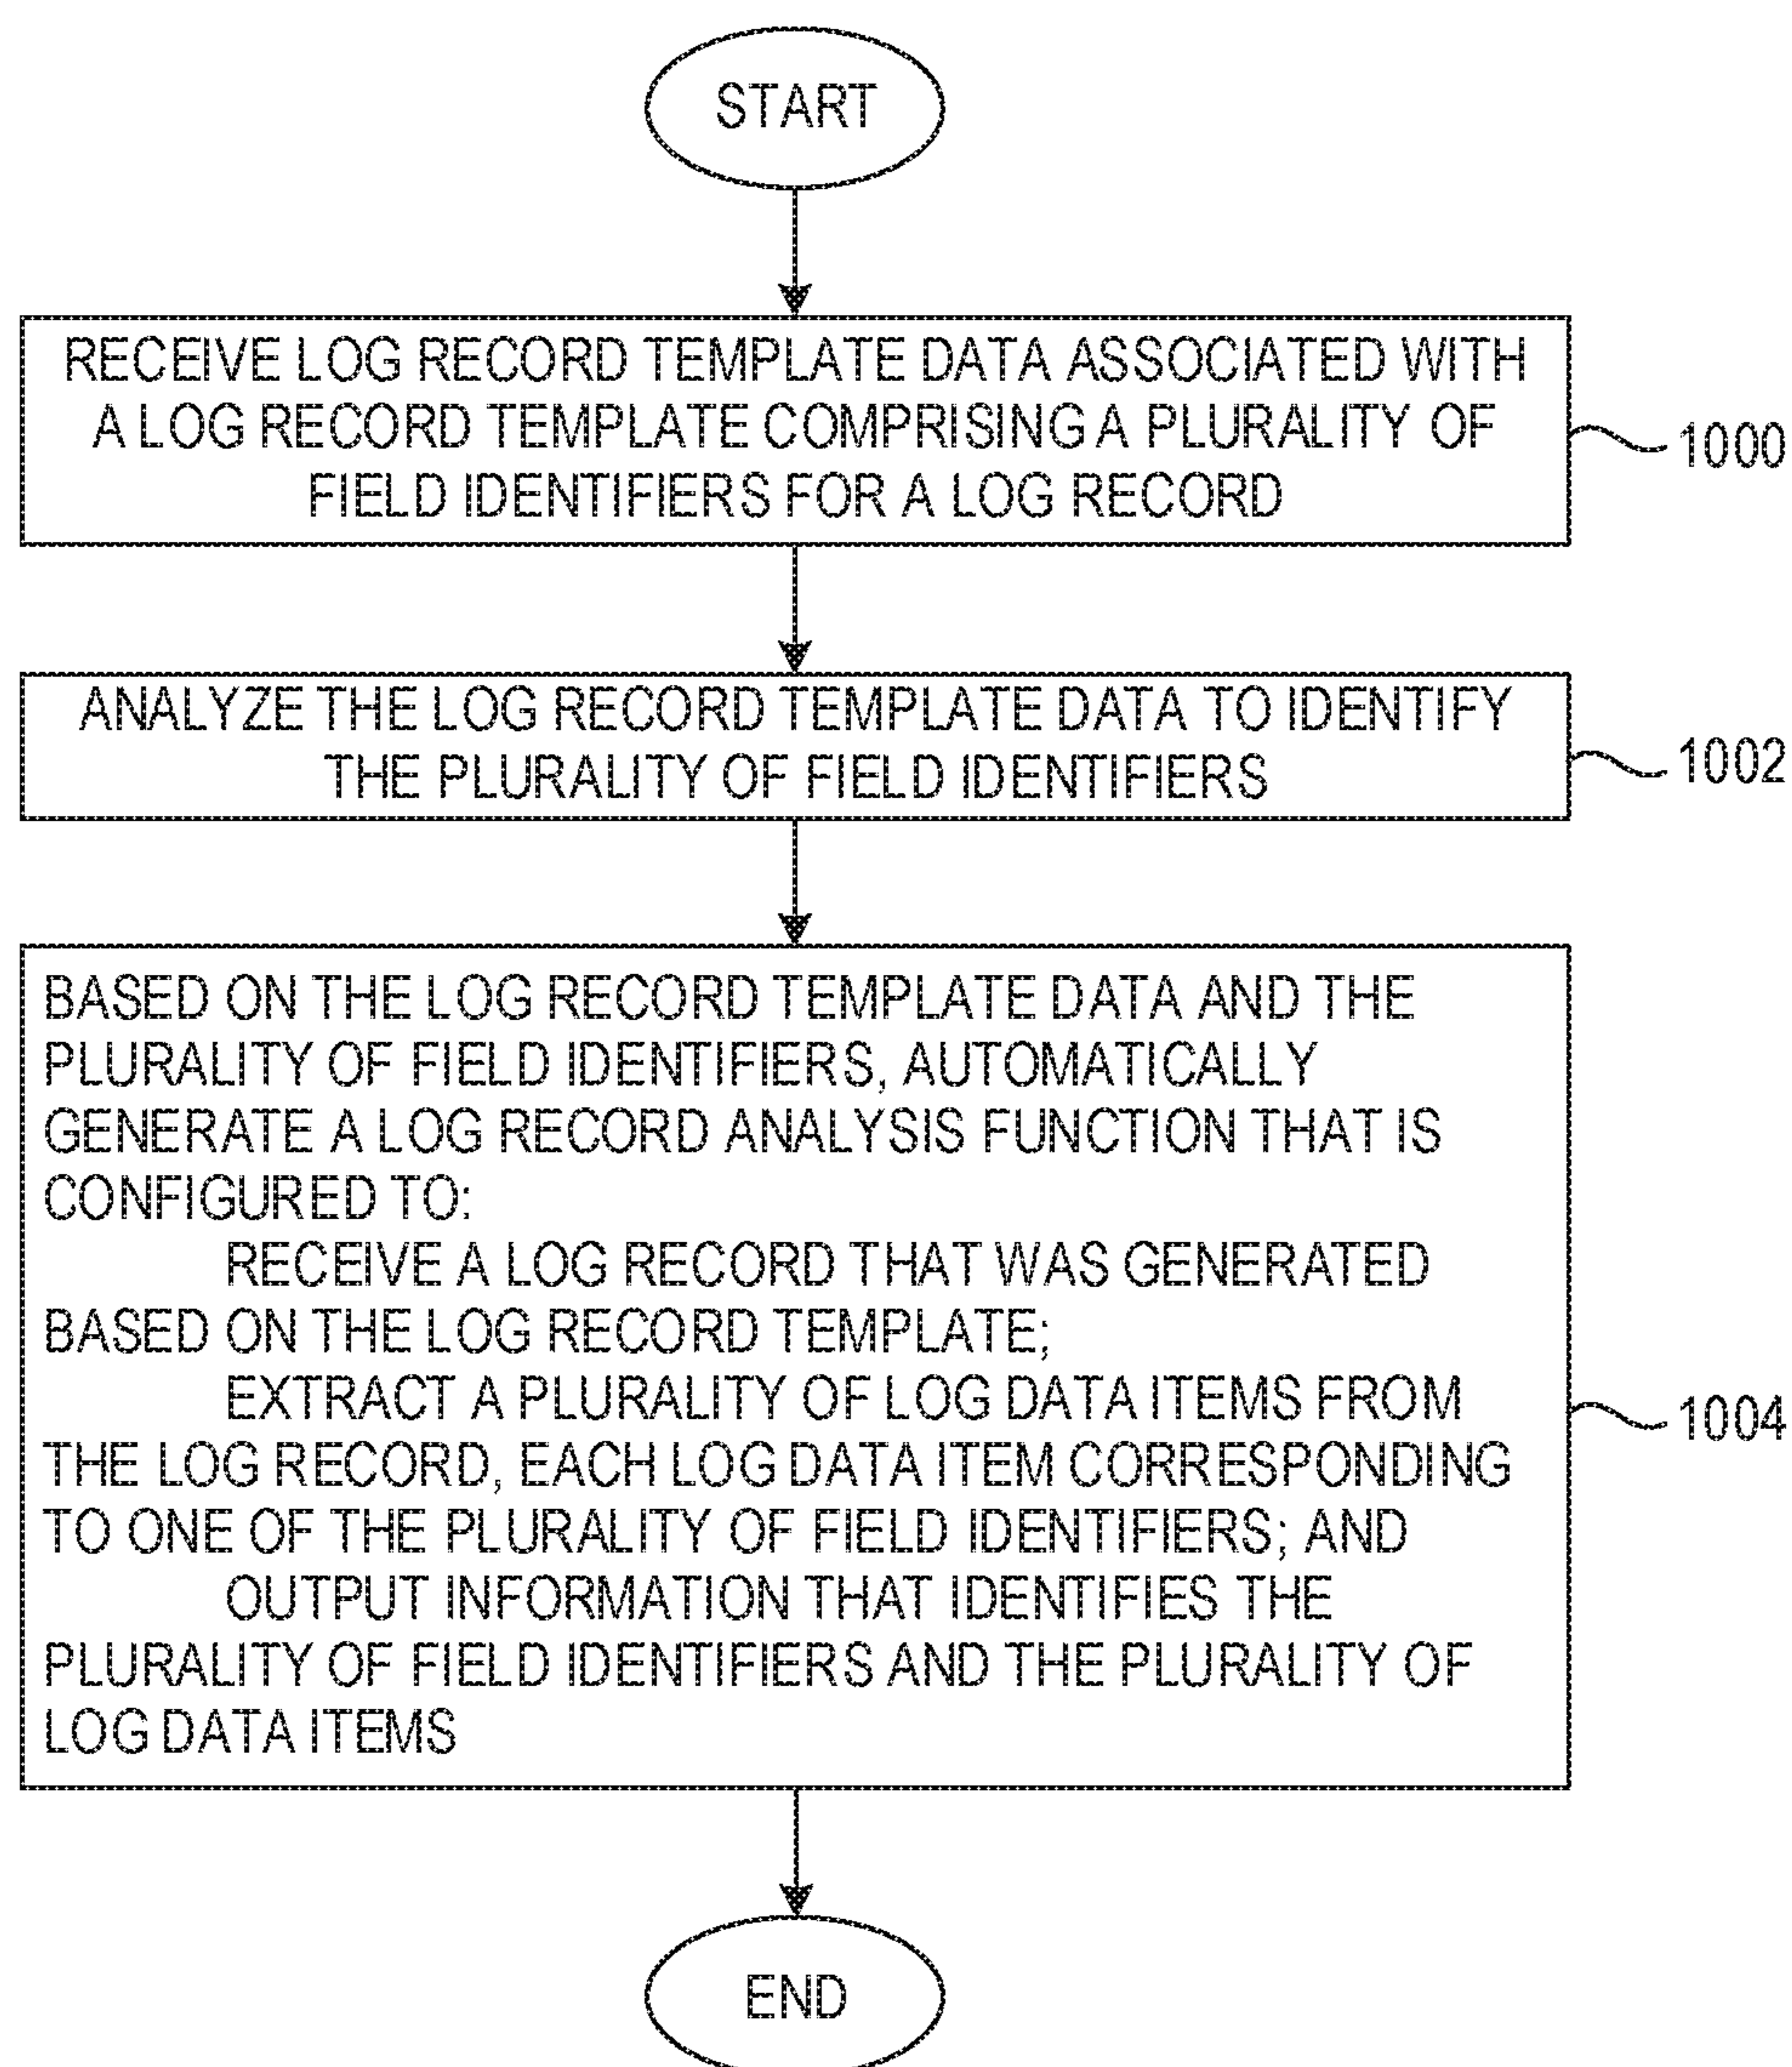 START
RECEIVE LOG RECORD TEMPLATE DATA ASSOCIATED WITH
A LOG RECORD TEMPLATE COMPRISING A PLURALITY OF
FIELD IDENTIFIERS FOR A LOG RECORD
1000
ANALYZE THE LOG RECORD TEMPLATE DATA TO IDENTIFY
THE PLURALITY OF FIELD IDENTIFIERS
1002
BASED ON THE LOG RECORD TEMPLATE DATA AND THE
PLURALITY OF FIELD IDENTIFIERS, AUTOMATICALLY
GENERATE A LOG RECORD ANALYSIS FUNCTION THAT IS
CONFIGURED TO:
RECEIVE A LOG RECORD THAT WAS GENERATED
BASED ON THE LOG RECORD TEMPLATE;
EXTRACT A PLURALITY OF LOG DATA ITEMS FROM
THE LOG RECORD, EACH LOG DATA ITEM CORRESPONDING
TO ONE OF THE PLURALITY OF FIELD IDENTIFIERS; AND
OUTPUT INFORMATION THAT IDENTIFIES THE
PLURALITY OF FIELD IDENTIFIERS AND THE PLURALITY OF
LOG DATA ITEMS
1004
END